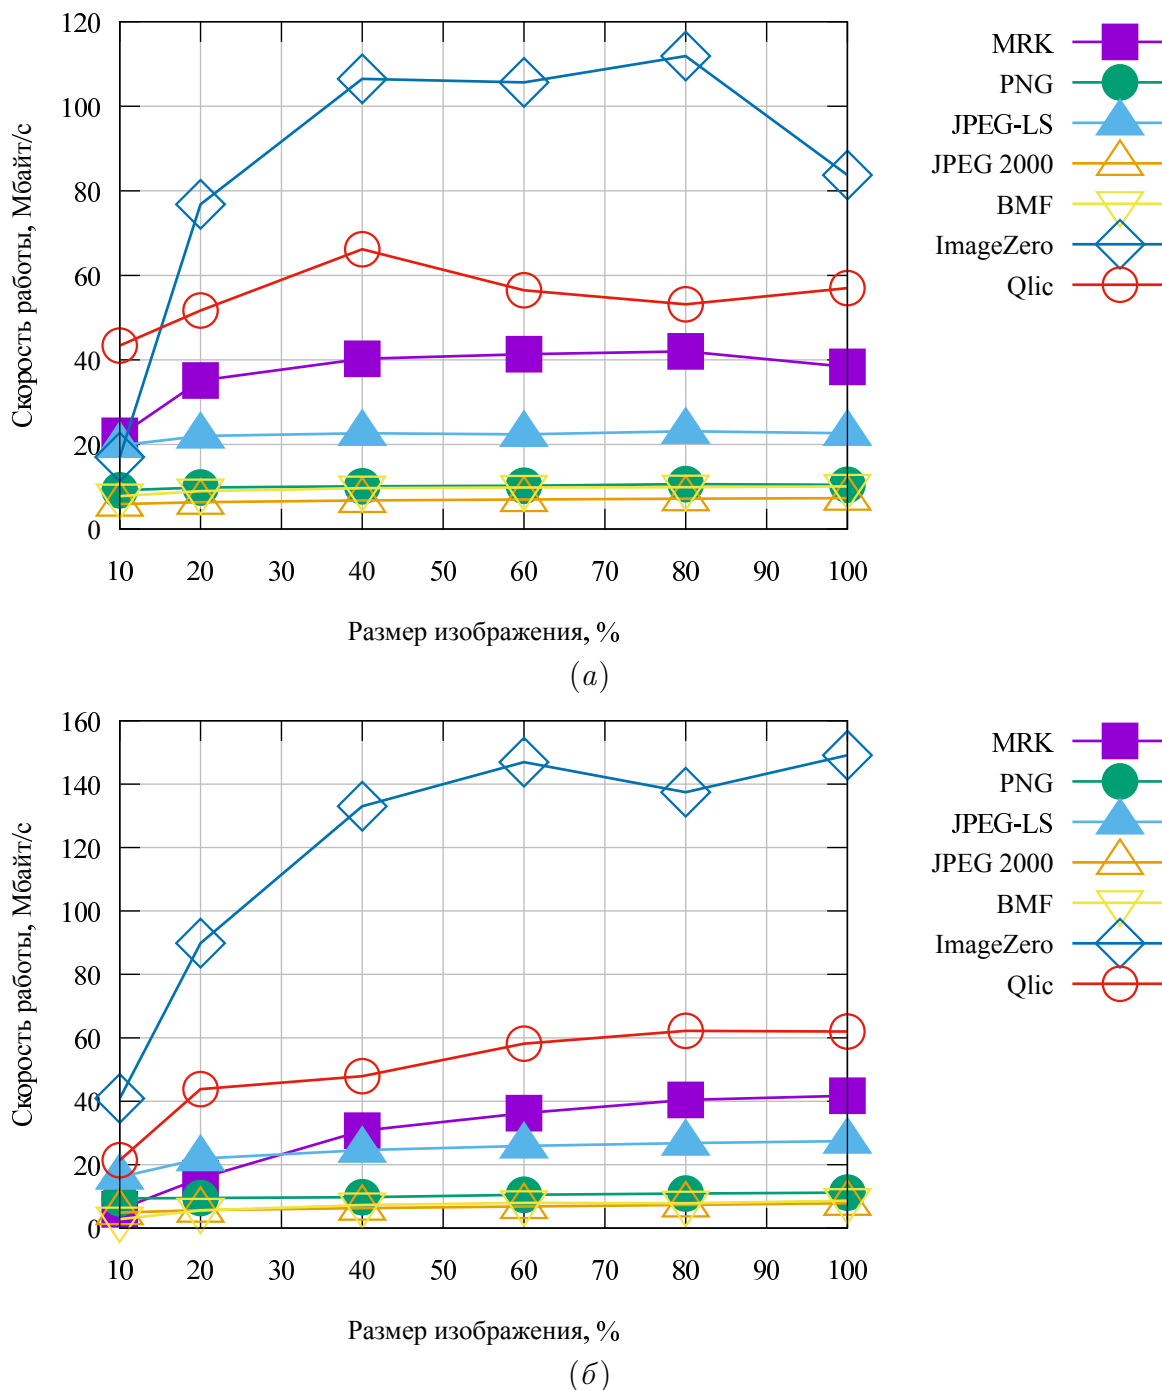 120
100
80
60
40
20
0
Скорость работы, Мбайт/с
10 20 30 40 50 60 70 80 90 100
Размер изображения, %
MRK
PNG
JPEG-LS
JPEG 2000
BMF
ImageZero
Qlic
(а)
160
140
120
100
80
60
40
20
0
Скорость работы, Мбайт/с
10 20 30 40 50 60 70 80 90 100
Размер изображения, %
MRK
PNG
JPEG-LS
JPEG 2000
BMF
ImageZero
Qlic
(б)